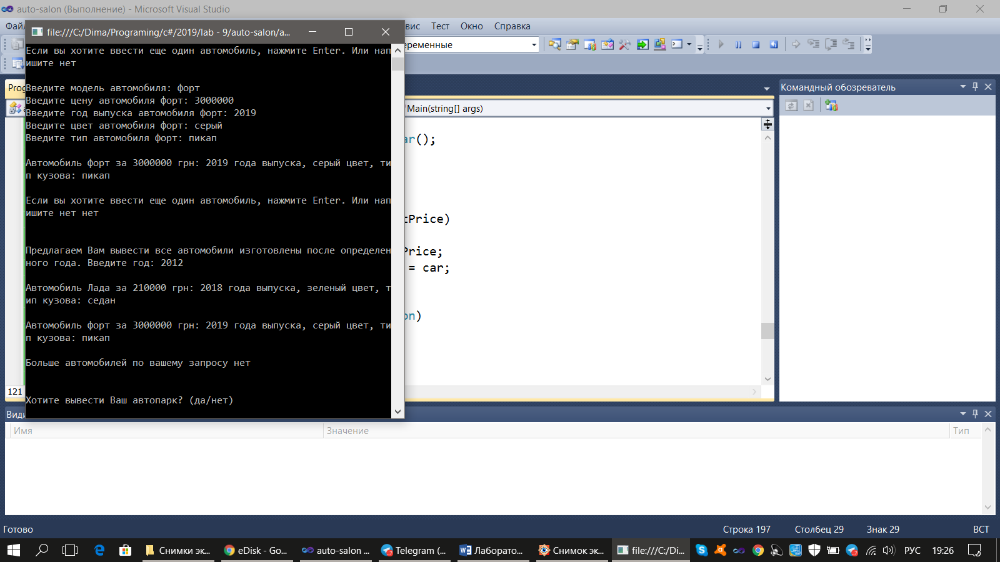 auto-salon (Выполнение) - Microsoft Visual Studio
Тест Окно Справка
file:///C:/Dima/Programing/c#/2019/lab - 9/auto-salon/a...
Если вы хотите ввести еще один автомобиль, нажмите Enter. Или нап
ишите нет
Введите модель автомобиля: форт
Введите цену автомобиля форт: 3000000
Введите год выпуска автомобиля форт: 2019
Введите цвет автомобиля форт: серый
Введите тип автомобиля форт: пикап
Автомобиль форт за 3000000 грн: 2019 года выпуска, серый цвет, ти
п кузова: пикап
Если вы хотите ввести еще один автомобиль, нажмите Enter. Или нап
ишите нет нет
Предлагаем Вам вывести все автомобили изготовлены после определен
ного года. Введите год: 2012
Автомобиль Лада за 210000 грн: 2018 года выпуска, зеленый цвет, т
ип кузова: седан
Автомобиль форт за 3000000 грн: 2019 года выпуска, серый цвет, ти
п кузова: пикап
Больше автомобилей по вашему запросу нет
Хотите вывести Ваш автопарк? (да/нет)
Main(string[] args)
ar();
tPrice)
Price;
= car;
on)
121
Командный обозреватель
Имя Значение Тип
Готово Строка 197 Столбец 29 Знак 29 ВСТ
Снимки эк... eDisk - Go... auto-salon ... Telegram (... Лаборато... Снимок эк... file:///C:/Di... РУС 19:26